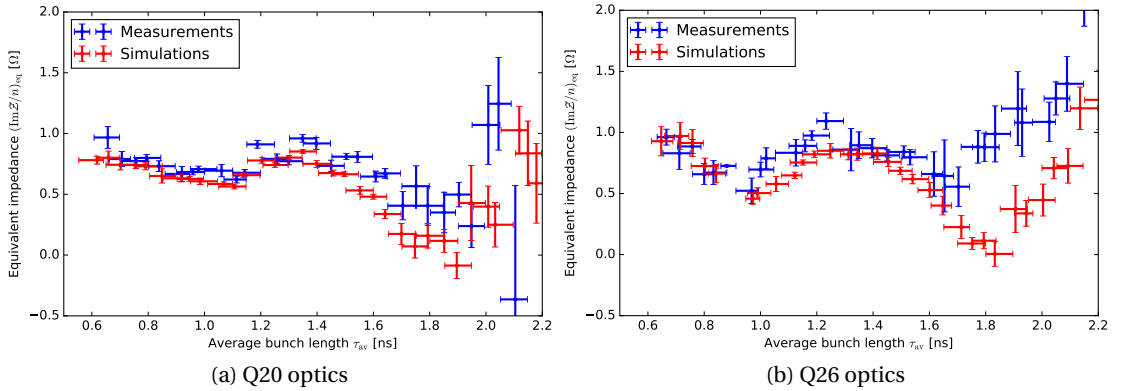 2.0
1.5
1.0
0.5
0.0
−0.5
Equivalent impedance (Im𝒵/n)eq [Ω]
Measurements
Simulations
0.6 0.8 1.0 1.2 1.4 1.6 1.8 2.0 2.2
Average bunch length τav [ns]
(a) Q20 optics
2.0
1.5
1.0
0.5
0.0
−0.5
Equivalent impedance (Im𝒵/n)eq [Ω]
Measurements
Simulations
0.6 0.8 1.0 1.2 1.4 1.6 1.8 2.0 2.2
Average bunch length τav [ns]
(b) Q26 optics